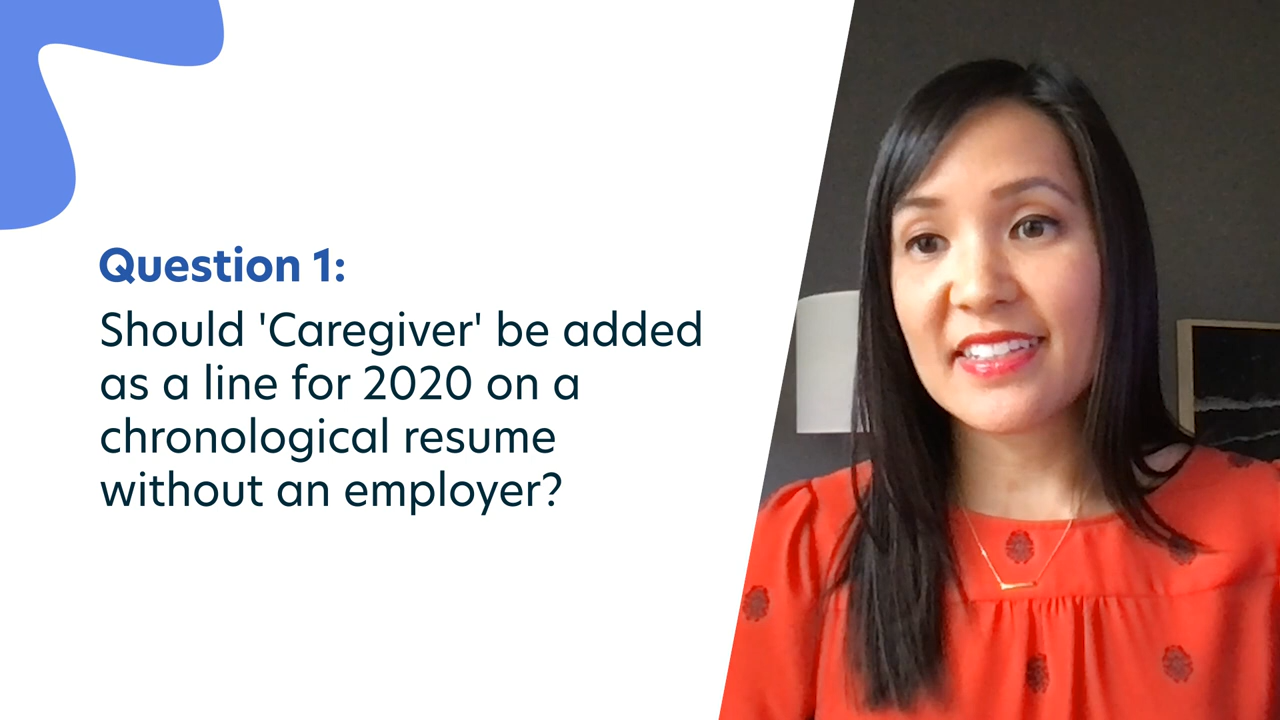 Question 1:
Should 'Caregiver' be added
as a line for 2020 on a
chronological resume
without an employer?